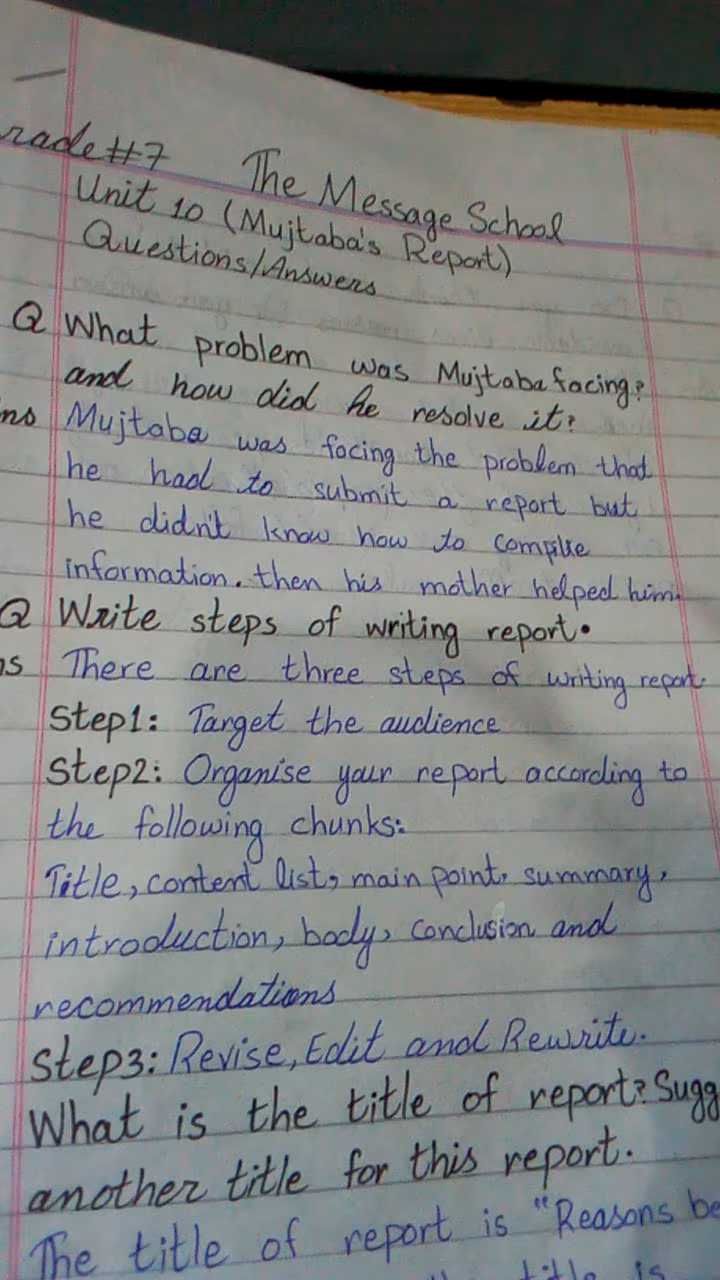 rade #7 The Message School
Unit 10 (Mujtaba's Report)
Questions/Answers
Q What problem was Mujtaba facing?
and how did he resolve it?
ns Mujtaba was facing the problem that
he had to submit a report but
he didn't know how to compile
information. then his mother helped him.
Q Write steps of writing report.
ns There are three steps of writing report.
Step1: Target the audience
Step2: Organise your report according to
the following chunks:
Title, content list, main point, summary,
introduction, body, conclusion and
recommendations
Step3: Revise, Edit and Rewrite.
What is the title of report? Sugg
another title for this report.
The title of report is "Reasons be
title is